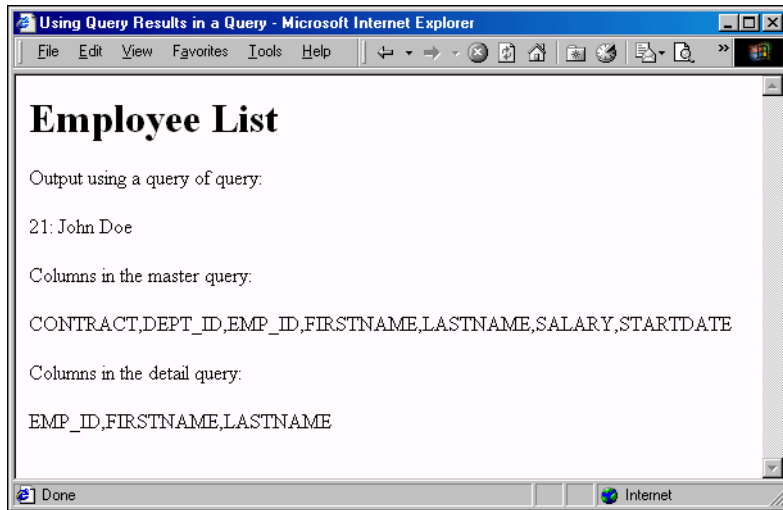 Using Query Results in a Query - Microsoft Internet Explorer
File Edit View Favorites Tools Help »
Employee List
Output using a query of query:
21: John Doe
Columns in the master query:
CONTRACT,DEPT_ID,EMP_ID,FIRSTNAME,LASTNAME,SALARY,STARTDATE
Columns in the detail query:
EMP_ID,FIRSTNAME,LASTNAME
Done Internet